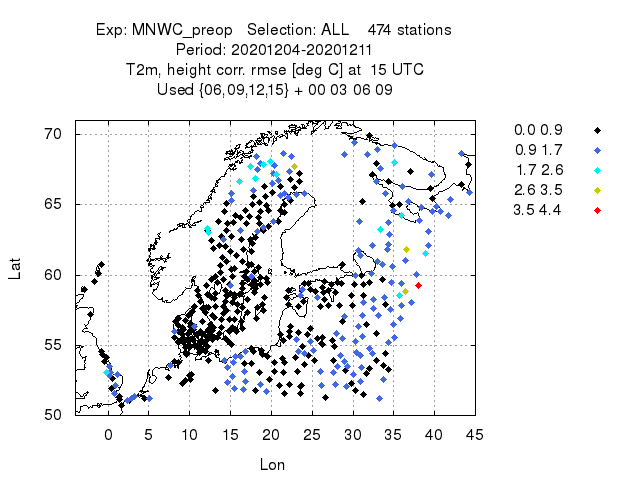 Exp: MNWC_preop   Selection: ALL    474 stations
Period: 20201204-20201211
T2m, height corr. rmse [deg C] at  15 UTC
Used {06,09,12,15} + 00 03 06 09
0.0 0.9
0.9 1.7
1.7 2.6
2.6 3.5
3.5 4.4
70
65
60
55
50
Lat
0 5 10 15 20 25 30 35 40 45
Lon